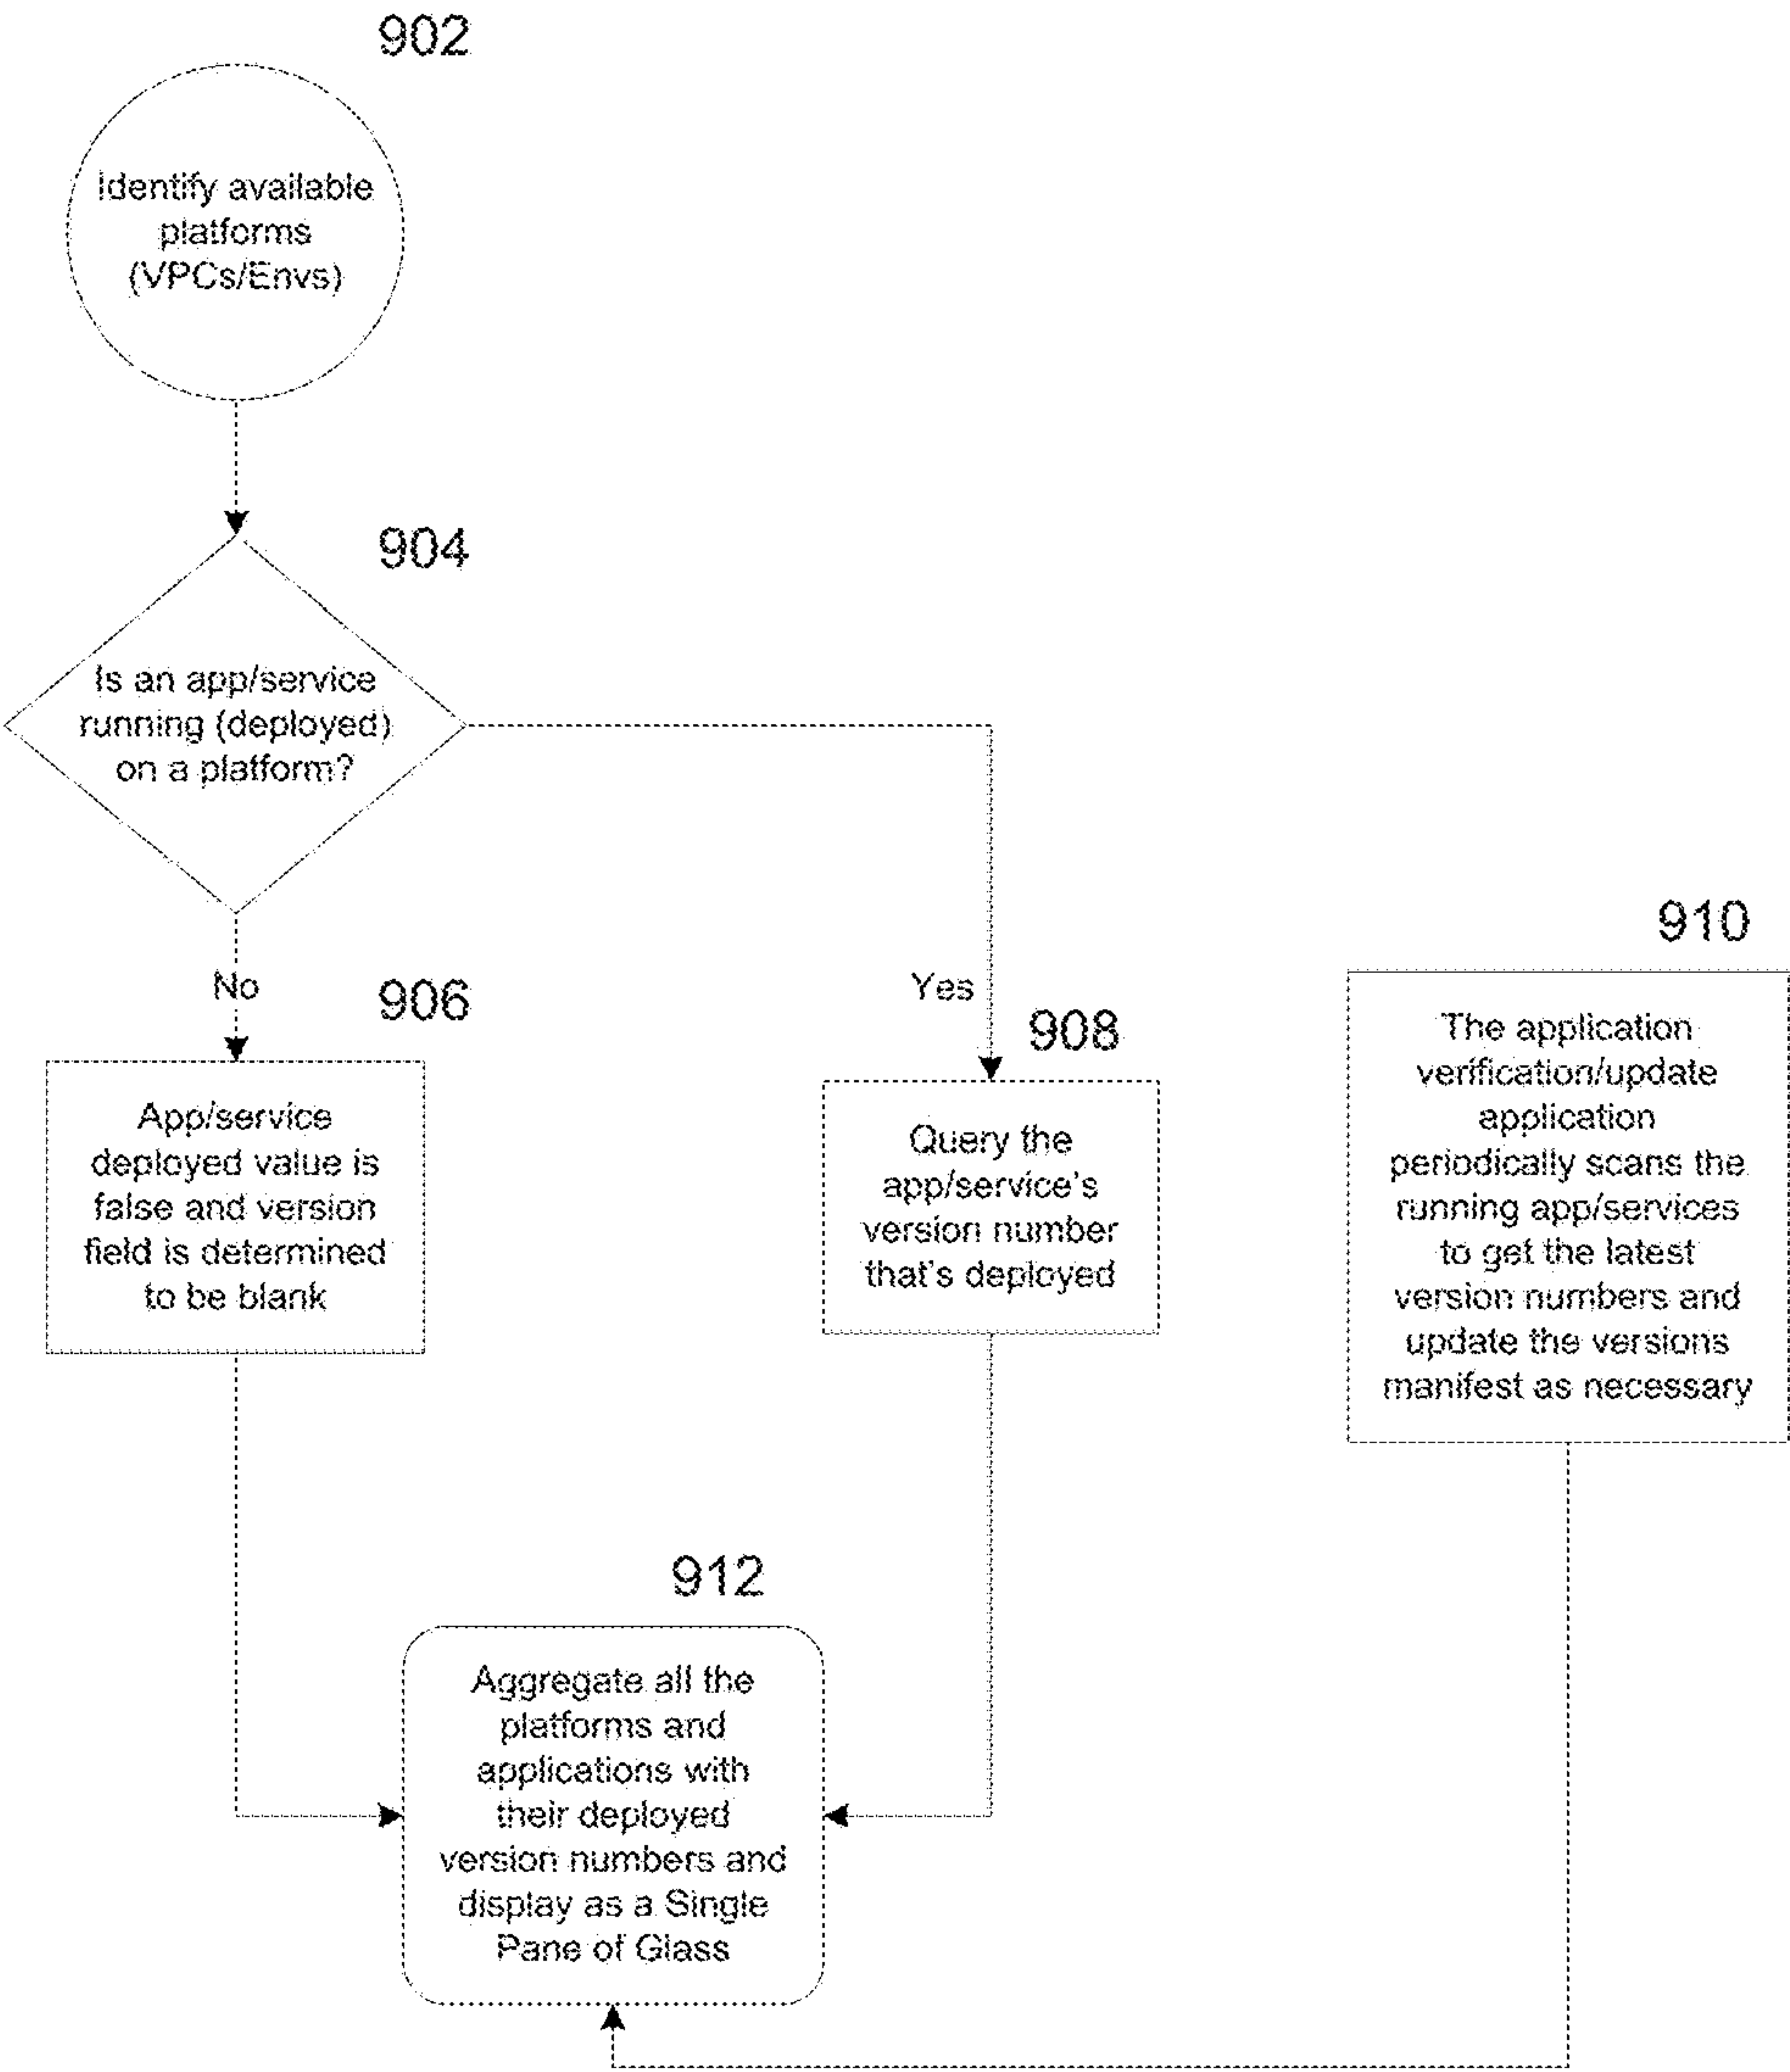 902
Identify available
platforms
(VPCs/Envs)
904
Is an app/service
running (deployed)
on a platform?
No
906
App/service
deployed value is
false and version
field is determined
to be blank
Yes
908
Query the
app/service's
version number
that's deployed
910
The application
verification/update
application
periodically scans the
running app/services
to get the latest
version numbers and
update the versions
manifest as necessary
912
Aggregate all the
platforms and
applications with
their deployed
version numbers and
display as a Single
Pane of Glass